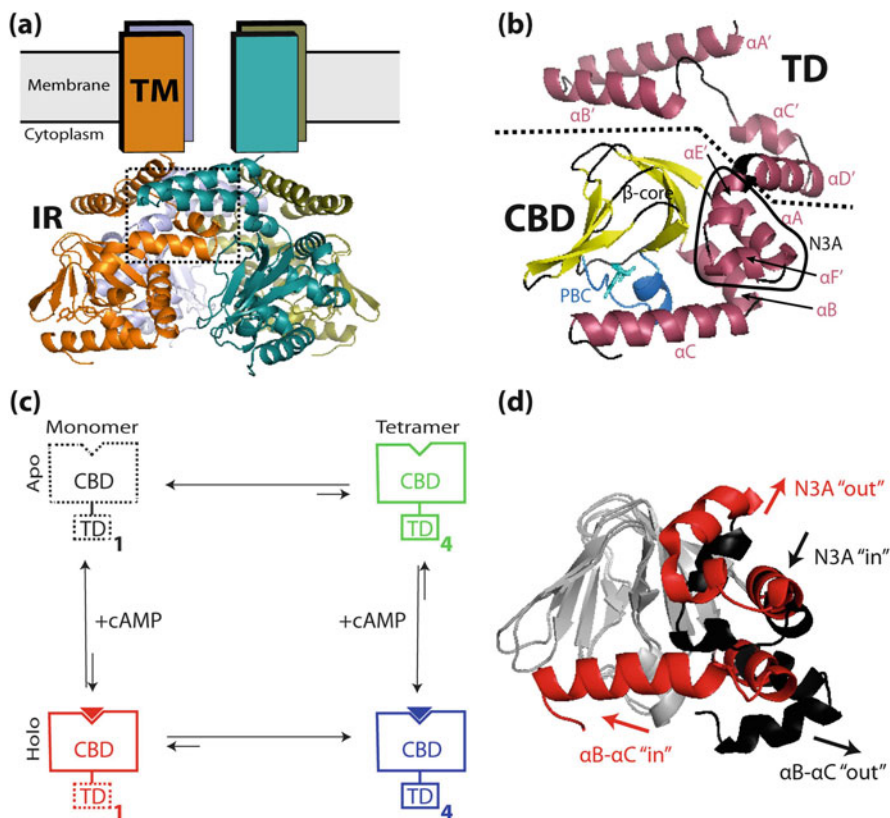 (a)
Membrane
TM
Cytoplasm
IR
(b)
αA'
TD
αB'
αC'
αE'
αD'
β-core
αA
CBD
N3A
αF'
PBC
αB
αC
(c)
Monomer
Tetramer
Apo
CBD
TD
1
CBD
TD
4
+cAMP
+cAMP
Holo
CBD
TD
1
CBD
TD
4
(d)
N3A "out"
N3A "in"
αB-αC "in"
αB-αC "out"